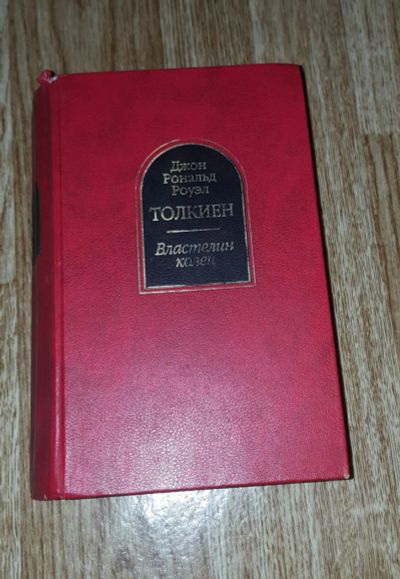 Джон
Рональд
Роуэл
ТОЛКИЕН
Властелин
колец